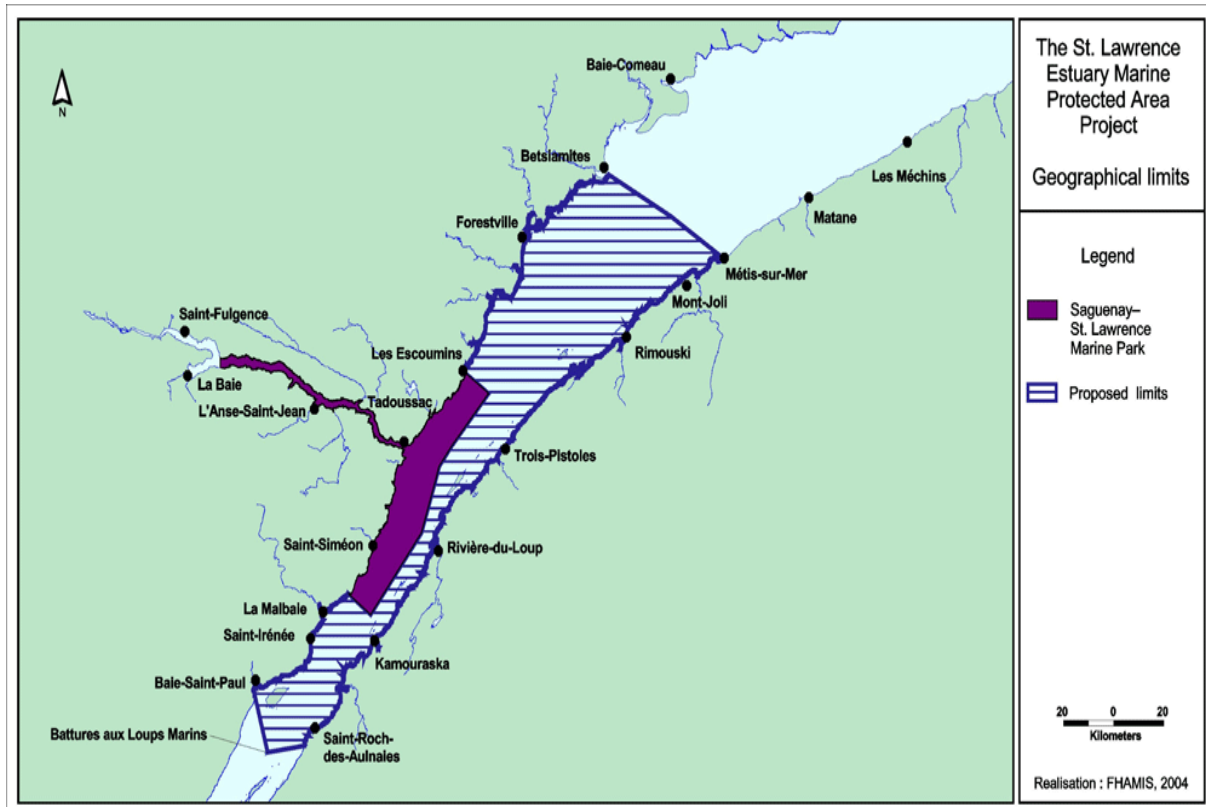 The St. Lawrence
Estuary Marine
Protected Area
Project
Geographical limits
Legend
Saguenay–
St. Lawrence
Marine Park
Proposed limits
20 0 20
Kilometers
Realisation : FHAMIS, 2004
N
Baie-Comeau
Betsiamites
Les Méchins
Matane
Forestville
Métis-sur-Mer
Mont-Joli
Saint-Fulgence
Rimouski
Les Escoumins
La Baie
L'Anse-Saint-Jean
Tadoussac
Trois-Pistoles
Saint-Siméon
Rivière-du-Loup
La Malbaie
Saint-Irénée
Kamouraska
Baie-Saint-Paul
Battures aux Loups Marins
Saint-Roch-
des-Aulnaies